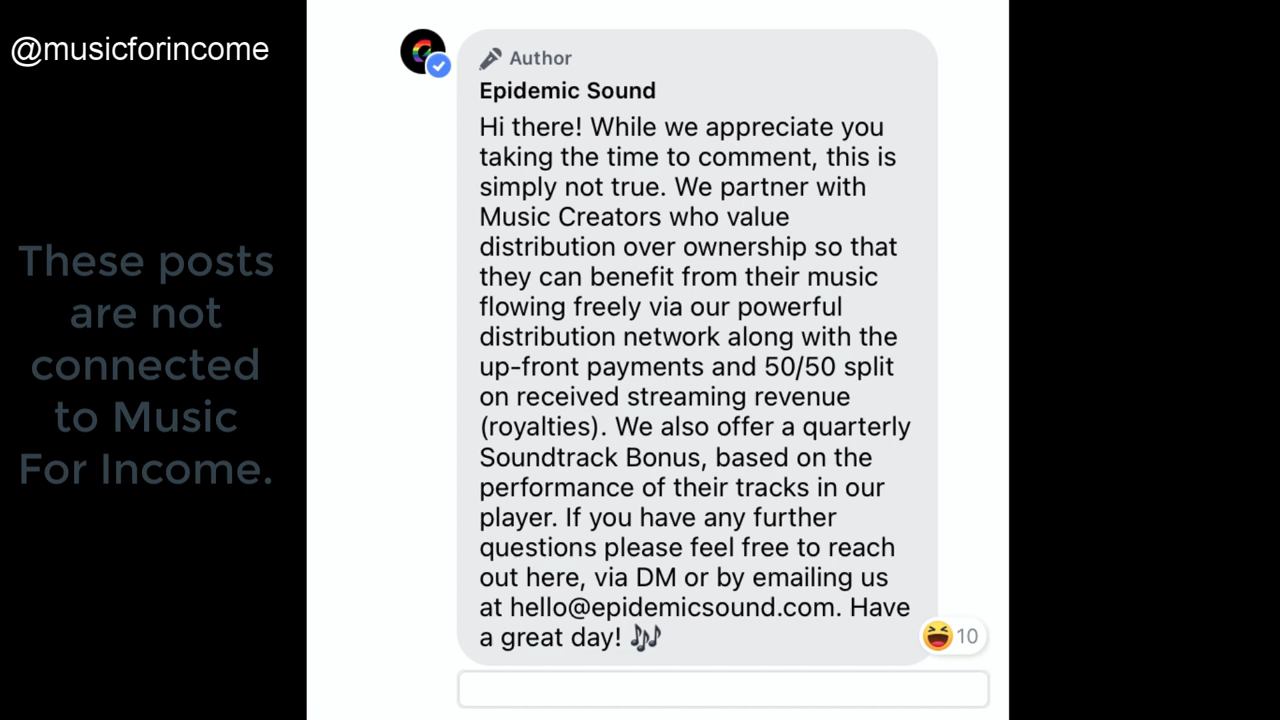 @musicforincome
These posts
are not
connected
to Music
For Income.
Author
Epidemic Sound
Hi there! While we appreciate you
taking the time to comment, this is
simply not true. We partner with
Music Creators who value
distribution over ownership so that
they can benefit from their music
flowing freely via our powerful
distribution network along with the
up-front payments and 50/50 split
on received streaming revenue
(royalties). We also offer a quarterly
Soundtrack Bonus, based on the
performance of their tracks in our
player. If you have any further
questions please feel free to reach
out here, via DM or by emailing us
at hello@epidemicsound.com. Have
a great day! 🎶
10